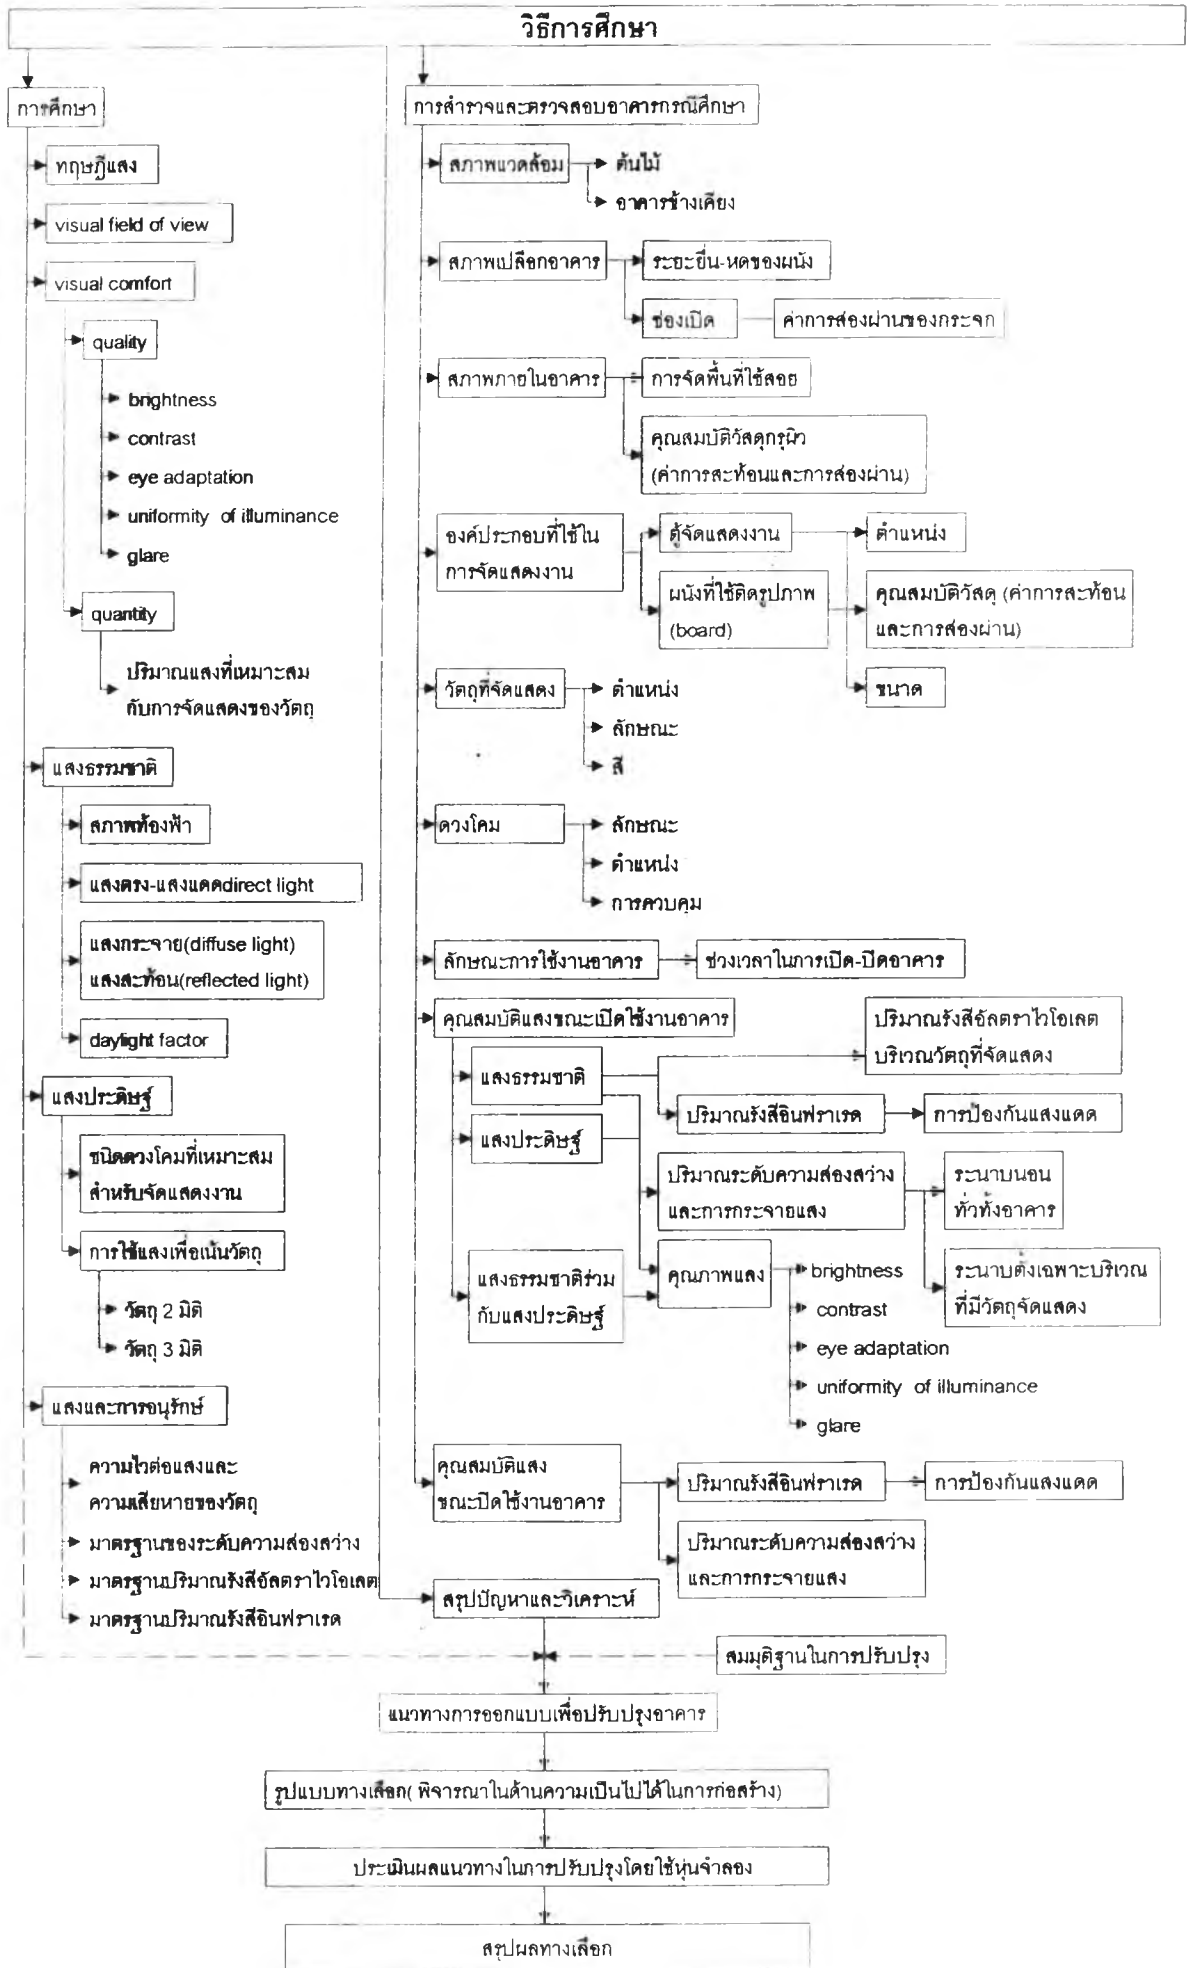 วิธีการศึกษา
การศึกษา
ทฤษฎีแสง
visual field of view
visual comfort
quality
brightness
contrast
eye adaptation
uniformity of illuminance
glare
quantity
ปริมาณแสงที่เหมาะสม
กับการจัดแสดงของวัตถุ
แสงธรรมชาติ
สภาพท้องฟ้า
แสงตรง-แสงแดดdirect light
แสงกระจาย(diffuse light)
แสงสะท้อน(reflected light)
daylight factor
แสงประดิษฐ์
ชนิดดวงโคมที่เหมาะสม
สำหรับจัดแสดงงาน
การใช้แสงเพื่อเน้นวัตถุ
วัตถุ 2 มิติ
วัตถุ 3 มิติ
แสงและการอนุรักษ์
ความไวต่อแสงและ
ความเสียหายของวัตถุ
มาตรฐานของระดับความส่องสว่าง
มาตรฐานปริมาณรังสีอัลตราไวโอเลต
มาตรฐานปริมาณรังสีอินฟราเรด
การสำรวจและตรวจสอบอาคารกรณีศึกษา
สภาพแวดล้อม
ต้นไม้
อาคารข้างเคียง
สภาพเปลือกอาคาร
ระยะยื่น-หดของผนัง
ช่องเปิด
ค่าการส่องผ่านของกระจก
สภาพภายในอาคาร
การจัดพื้นที่ใช้สอย
คุณสมบัติวัสดุกรุผิว
(ค่าการสะท้อนและการส่องผ่าน)
องค์ประกอบที่ใช้ใน
การจัดแสดงงาน
ตู้จัดแสดงงาน
ตำแหน่ง
ผนังที่ใช้ติดรูปภาพ
(board)
คุณสมบัติวัสดุ (ค่าการสะท้อน
และการส่องผ่าน)
ขนาด
วัตถุที่จัดแสดง
ตำแหน่ง
ลักษณะ
สี
ดวงโคม
ลักษณะ
ตำแหน่ง
การควบคุม
ลักษณะการใช้งานอาคาร
ช่วงเวลาในการเปิด-ปิดอาคาร
คุณสมบัติแสงขณะเปิดใช้งานอาคาร
แสงธรรมชาติ
ปริมาณรังสีอัลตราไวโอเลต
บริเวณวัตถุที่จัดแสดง
ปริมาณรังสีอินฟราเรด
การป้องกันแสงแดด
แสงประดิษฐ์
ปริมาณระดับความส่องสว่าง
และการกระจายแสง
ระนาบนอน
ทั่วทั้งอาคาร
ระนาบตั้งเฉพาะบริเวณ
ที่มีวัตถุจัดแสดง
แสงธรรมชาติร่วม
กับแสงประดิษฐ์
คุณภาพแสง
brightness
contrast
eye adaptation
uniformity of illuminance
glare
คุณสมบัติแสง
ขณะปิดใช้งานอาคาร
ปริมาณรังสีอินฟราเรด
การป้องกันแสงแดด
ปริมาณระดับความส่องสว่าง
และการกระจายแสง
สรุปปัญหาและวิเคราะห์
สมมุติฐานในการปรับปรุง
แนวทางการออกแบบเพื่อปรับปรุงอาคาร
รูปแบบทางเลือก( พิจารณาในด้านความเป็นไปได้ในการก่อสร้าง)
ประเมินผลแนวทางในการปรับปรุงโดยใช้หุ่นจำลอง
สรุปผลทางเลือก